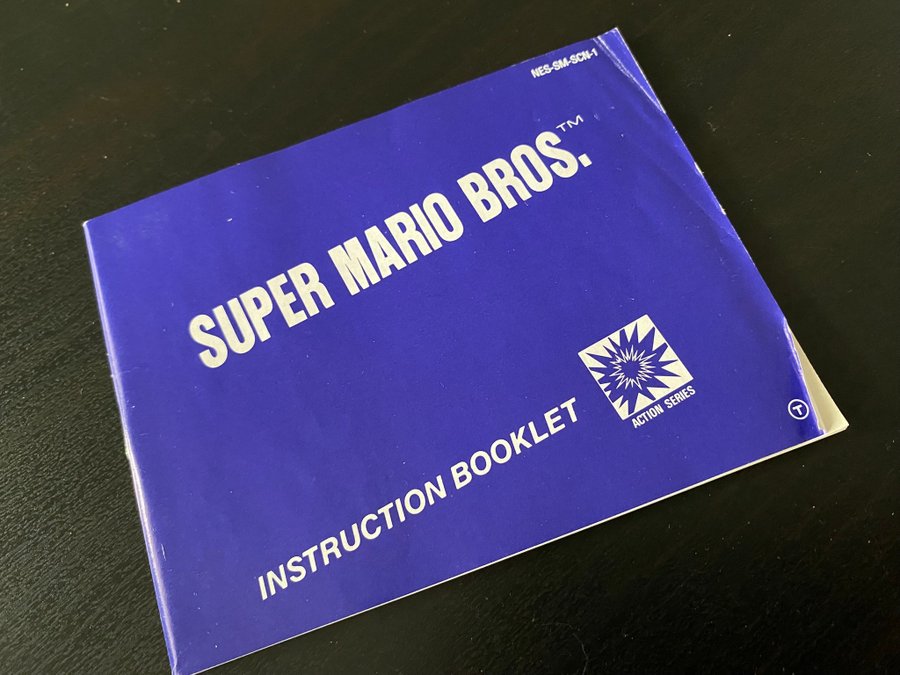 NES-SM-SCN-1
SUPER MARIO BROS.™
ACTION SERIES
INSTRUCTION BOOKLET
T